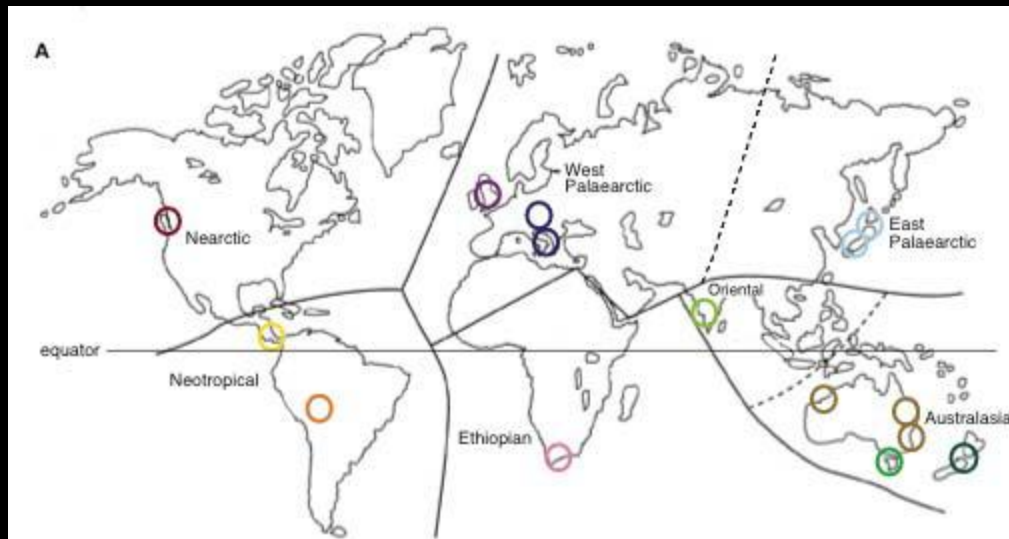 A
West
Palaearctic
Nearctic
East
Palaearctic
Oriental
equator
Neotropical
Australasia
Ethiopian